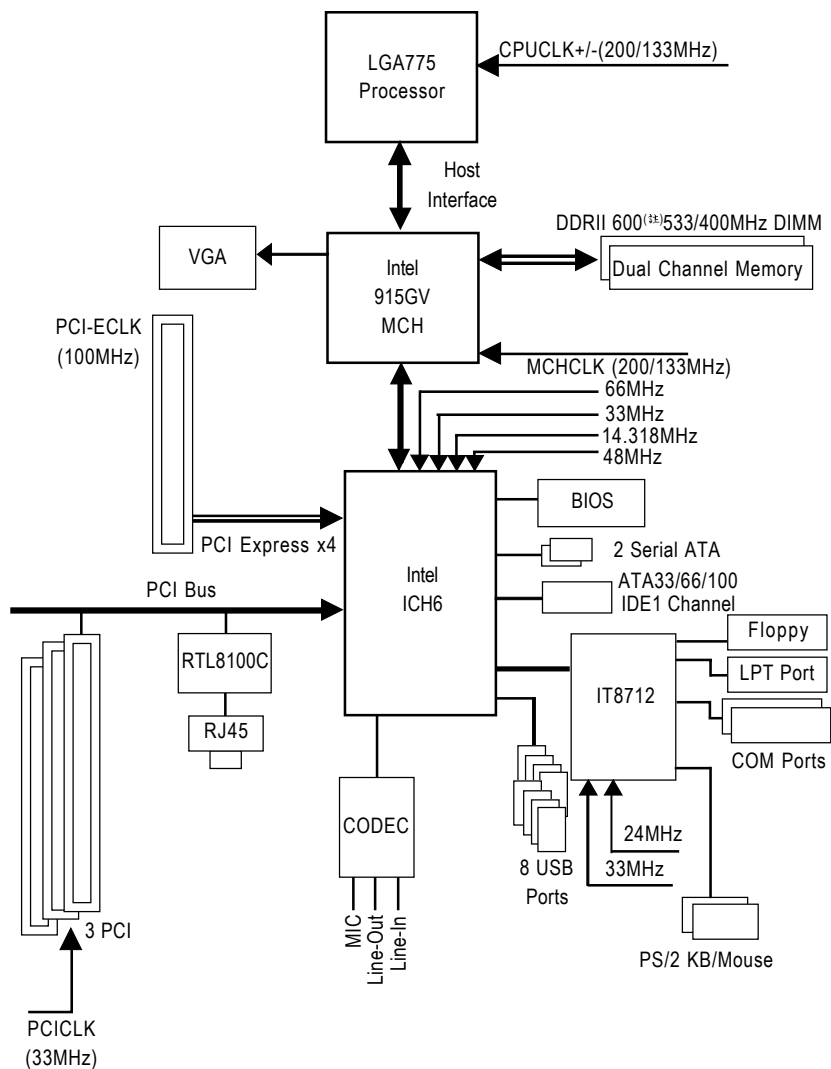 LGA775
Processor
CPUCLK+/-(200/133MHz)
Host
Interface
DDRII 600(註)533/400MHz DIMM
Dual Channel Memory
VGA
Intel
915GV
MCH
PCI-ECLK
(100MHz)
MCHCLK (200/133MHz)
66MHz
33MHz
14.318MHz
48MHz
BIOS
PCI Express x4
2 Serial ATA
Intel
ICH6
ATA33/66/100
IDE1 Channel
PCI Bus
Floppy
RTL8100C
LPT Port
IT8712
RJ45
COM Ports
CODEC
24MHz
33MHz
8 USB
Ports
MIC
Line-Out
Line-In
3 PCI
PS/2 KB/Mouse
PCICLK
(33MHz)